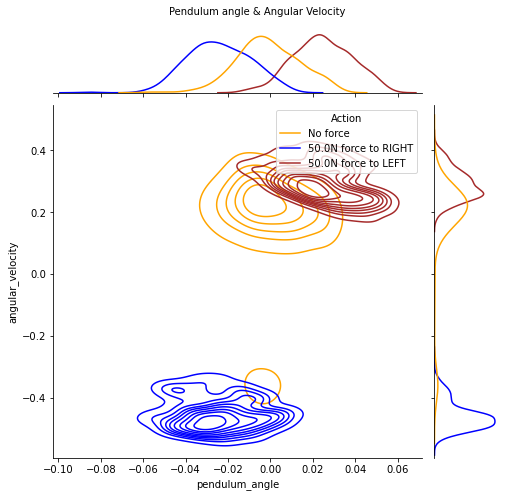 Pendulum angle & Angular Velocity
Action
No force
50.0N force to RIGHT
50.0N force to LEFT
0.4
0.2
0.0
−0.2
−0.4
angular_velocity
−0.10 −0.08 −0.06 −0.04 −0.02 0.00 0.02 0.04 0.06
pendulum_angle